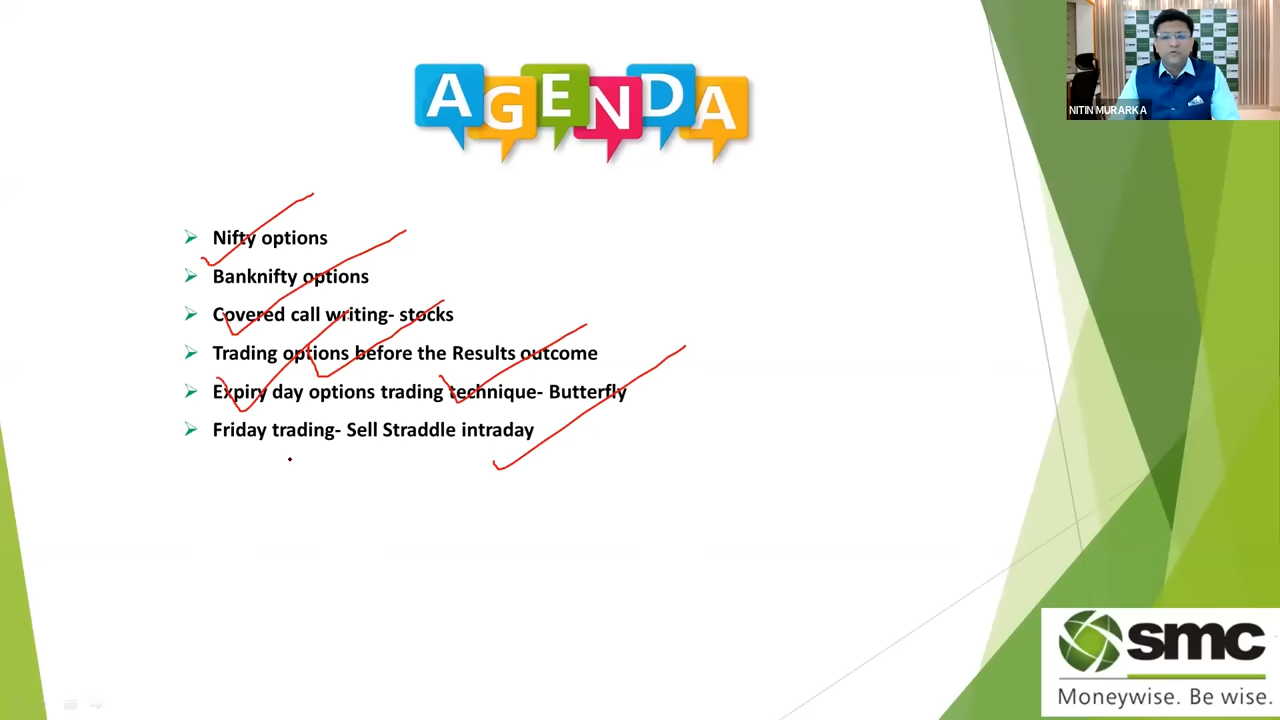 AGENDA
NITIN MURARKA
Nifty options
Banknifty options
Covered call writing- stocks
Trading options before the Results outcome
Expiry day options trading technique- Butterfly
Friday trading- Sell Straddle intraday
smc
Moneywise. Be wise.